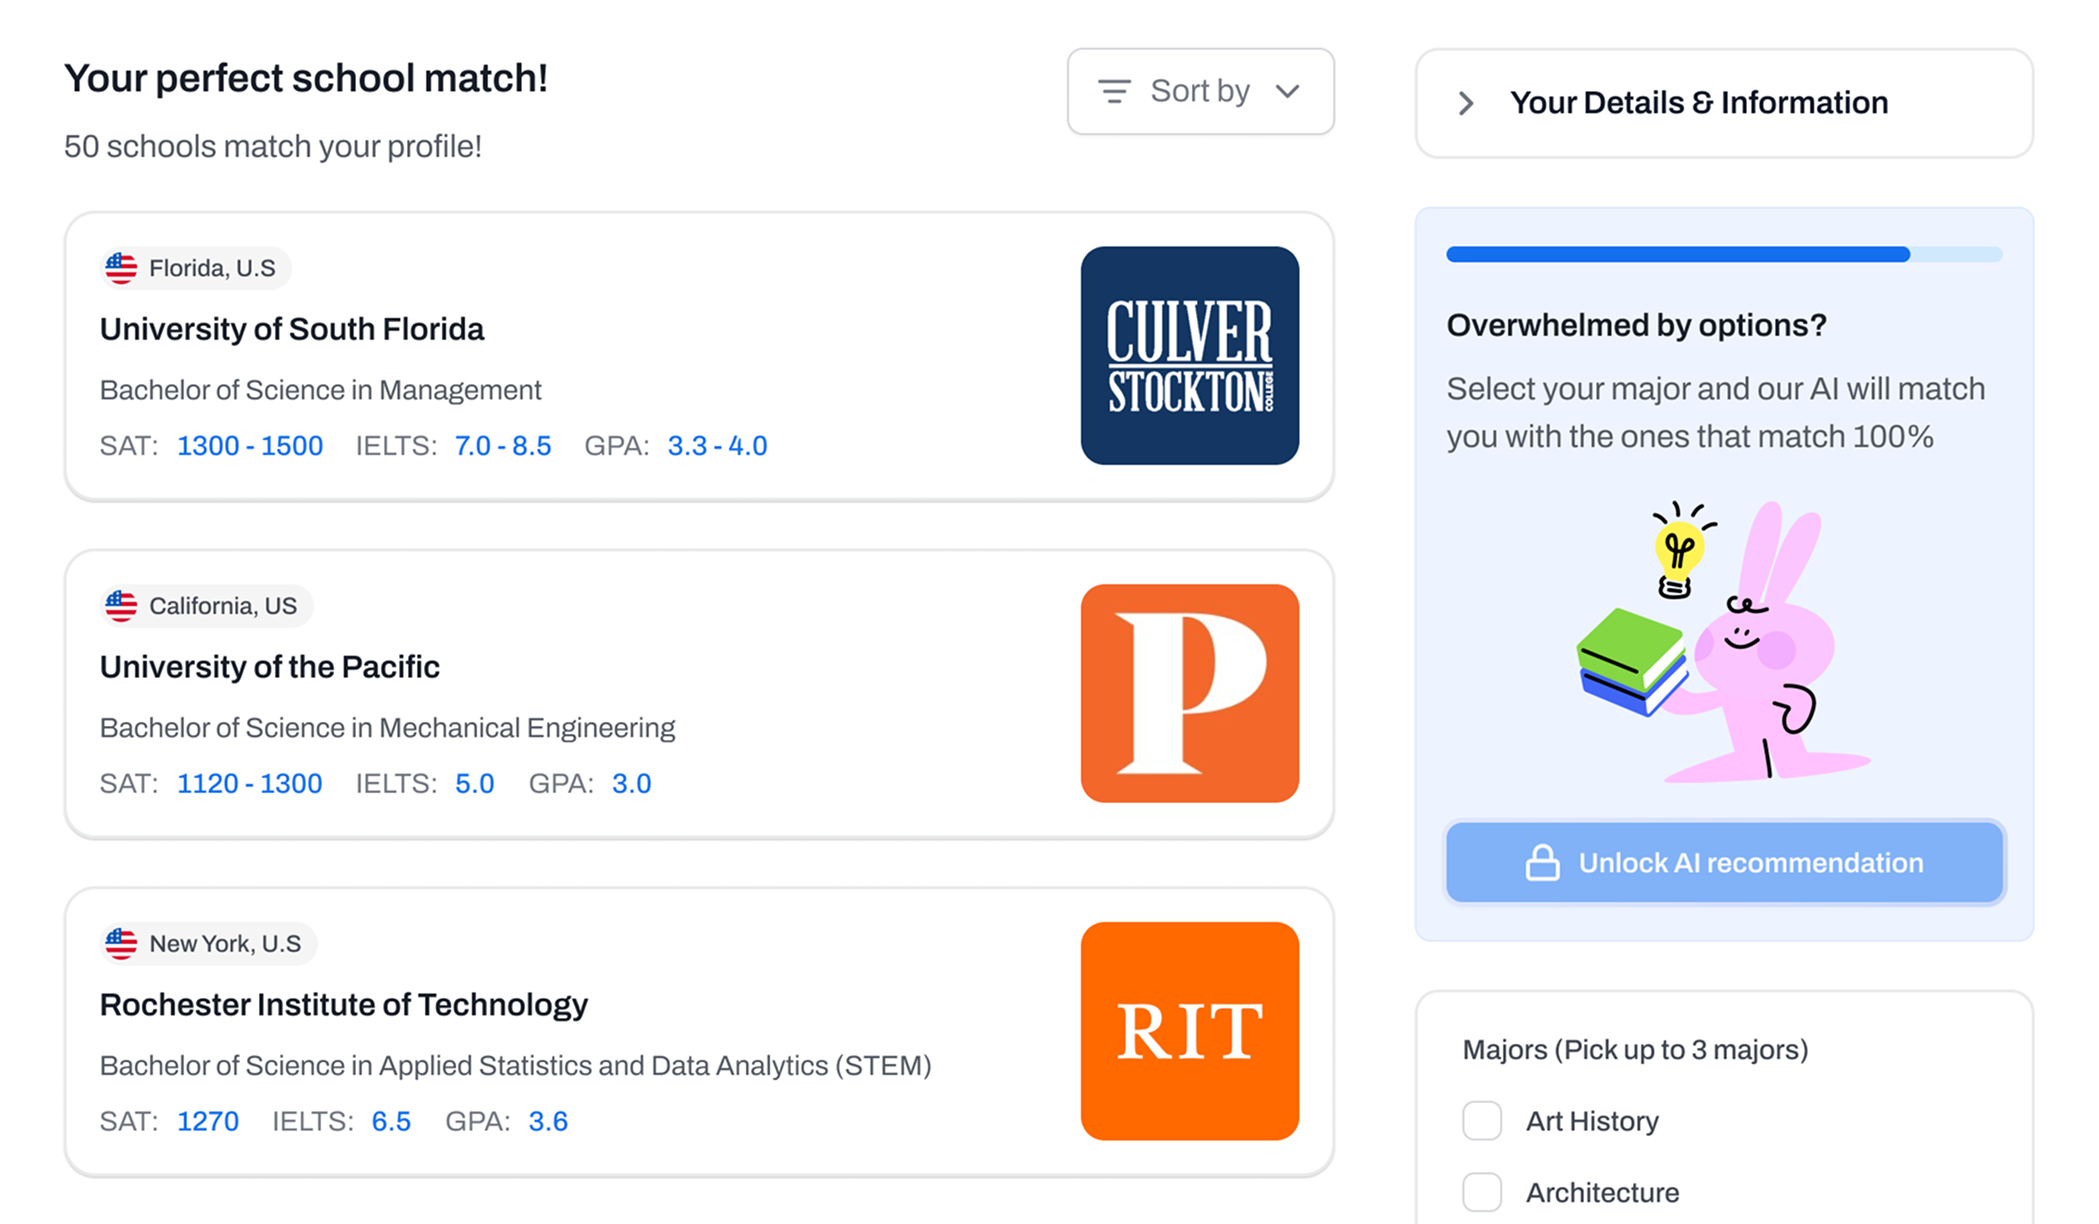 Your perfect school match!
50 schools match your profile!
Sort by
Florida, U.S
University of South Florida
Bachelor of Science in Management
SAT: 1300 - 1500 IELTS: 7.0 - 8.5 GPA: 3.3 - 4.0
CULVER
STOCKTON
COLLEGE
California, US
University of the Pacific
Bachelor of Science in Mechanical Engineering
SAT: 1120 - 1300 IELTS: 5.0 GPA: 3.0
P
New York, U.S
Rochester Institute of Technology
Bachelor of Science in Applied Statistics and Data Analytics (STEM)
SAT: 1270 IELTS: 6.5 GPA: 3.6
RIT
Your Details & Information
Overwhelmed by options?
Select your major and our AI will match
you with the ones that match 100%
Unlock AI recommendation
Majors (Pick up to 3 majors)
Art History
Architecture